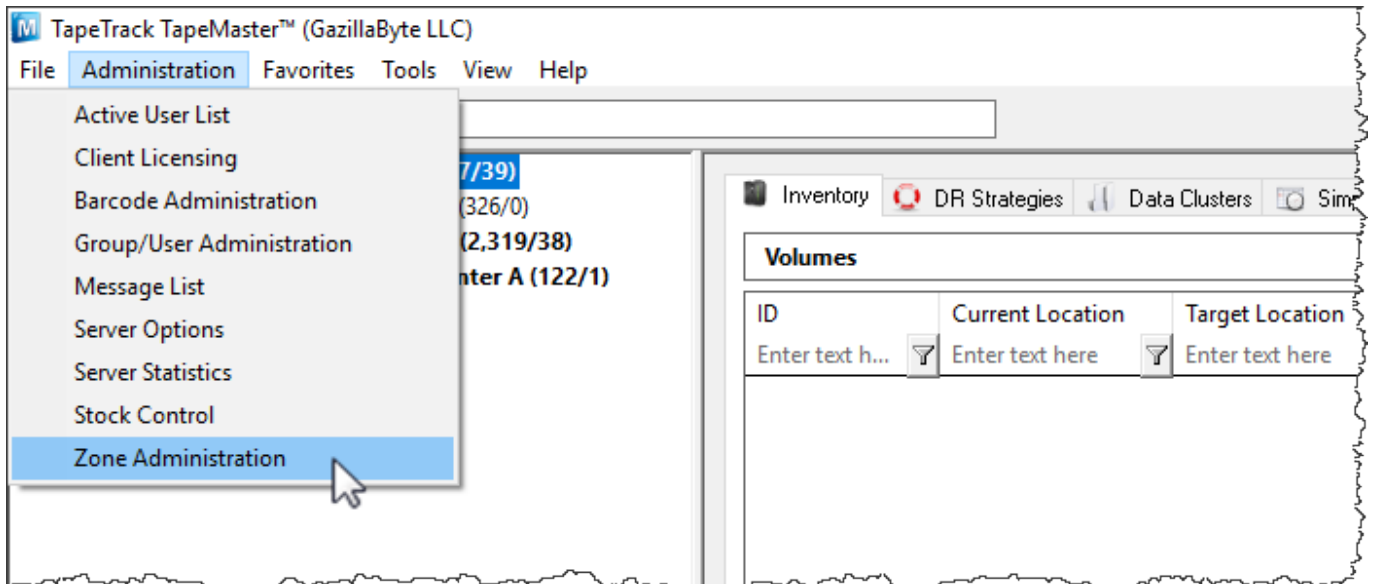 TapeTrack TapeMaster™ (GazillaByte LLC)
File Administration Favorites Tools View Help
Active User List
Client Licensing
Barcode Administration
Group/User Administration
Message List
Server Options
Server Statistics
Stock Control
Zone Administration
7/39)
(326/0)
(2,319/38)
nter A (122/1)
Inventory DR Strategies Data Clusters Sim
Volumes
ID Current Location Target Location
Enter text h... Enter text here Enter text here